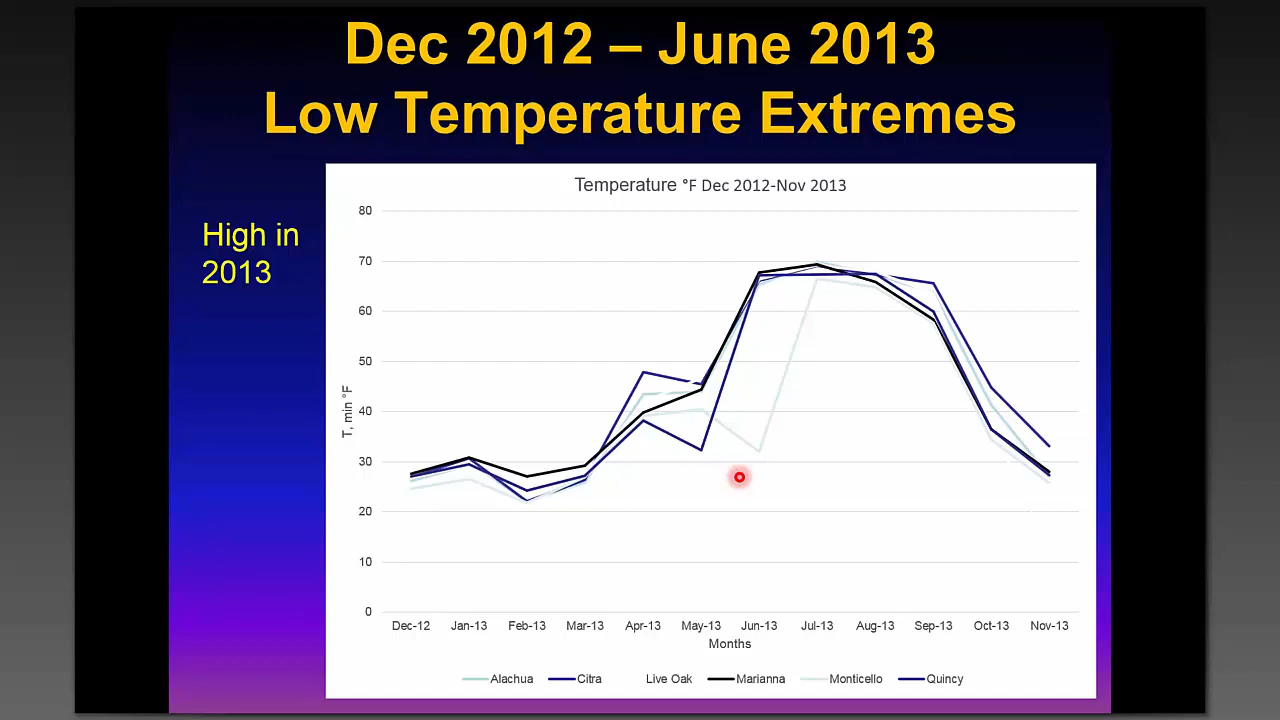 Dec 2012 – June 2013
Low Temperature Extremes
High in
2013
Temperature °F Dec 2012-Nov 2013
80
70
60
50
40
30
20
10
0
T, min °F
Dec-12 Jan-13 Feb-13 Mar-13 Apr-13 May-13 Jun-13 Jul-13 Aug-13 Sep-13 Oct-13 Nov-13
Months
Alachua Citra Live Oak Marianna Monticello Quincy